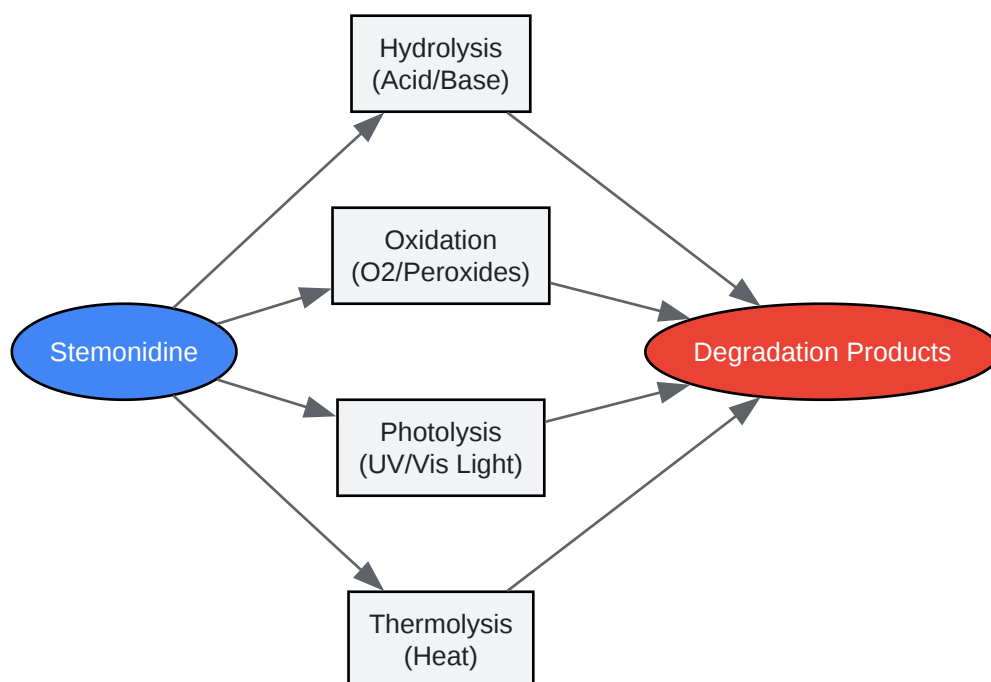 Hydrolysis
(Acid/Base)
Oxidation
(O2/Peroxides)
Stemonidine
Degradation Products
Photolysis
(UV/Vis Light)
Thermolysis
(Heat)